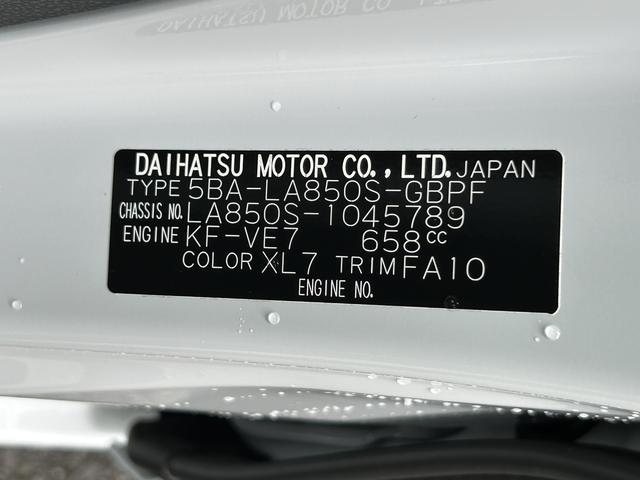 DAIHATSU MOTOR CO., LTD. JAPAN
TYPE 5BA-LA850S-GBPF
CHASSIS NO. LA850S-1045789
ENGINE KF-VE7 658cc
COLOR XL7 TRIM FA10
ENGINE NO.